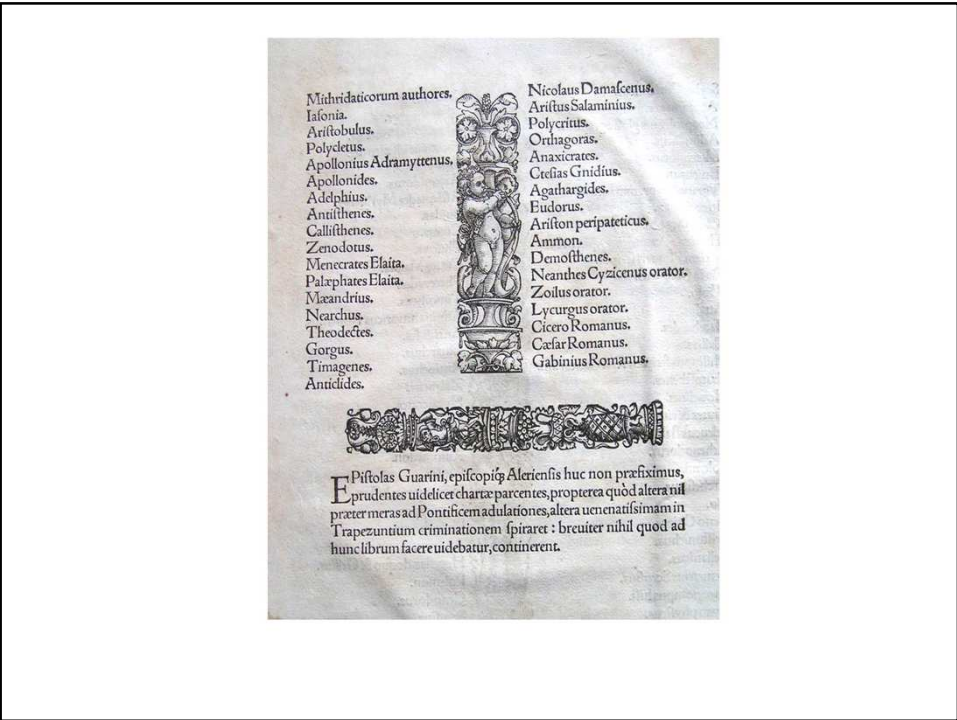 Mithridaticorum authores.
Iaſonia.
Ariſtobulus.
Polycletus.
Apollonius Adramyttenus.
Apollonides.
Adelphius.
Antiſthenes.
Calliſthenes.
Zenodotus.
Menecrates Elaita.
Palæphates Elaita.
Mæandrius.
Nearchus.
Theodectes.
Gorgus.
Timagenes.
Anticlides.
Nicolaus Damaſcenus.
Ariſtus Salaminius.
Polycritus.
Orthagoras.
Anaxicrates.
Cteſias Gnidius.
Agathargides.
Eudorus.
Ariſton peripateticus.
Ammon.
Demoſthenes.
Neanthes Cyzicenus orator.
Zoilus orator.
Lycurgus orator.
Cicero Romanus.
Cæſar Romanus.
Gabinius Romanus.
EPiſtolas Guarini, epiſcopiq́ꝫ Alerienſis huc non præfiximus,
prudentes uidelicet chartæ parcentes, propterea quòd altera nil
præter meras ad Pontificem adulationes, altera uenenatiſsimam in
Trapezuntium criminationem ſpiraret : breuiter nihil quod ad
hunc librum facere uidebatur, continerent.